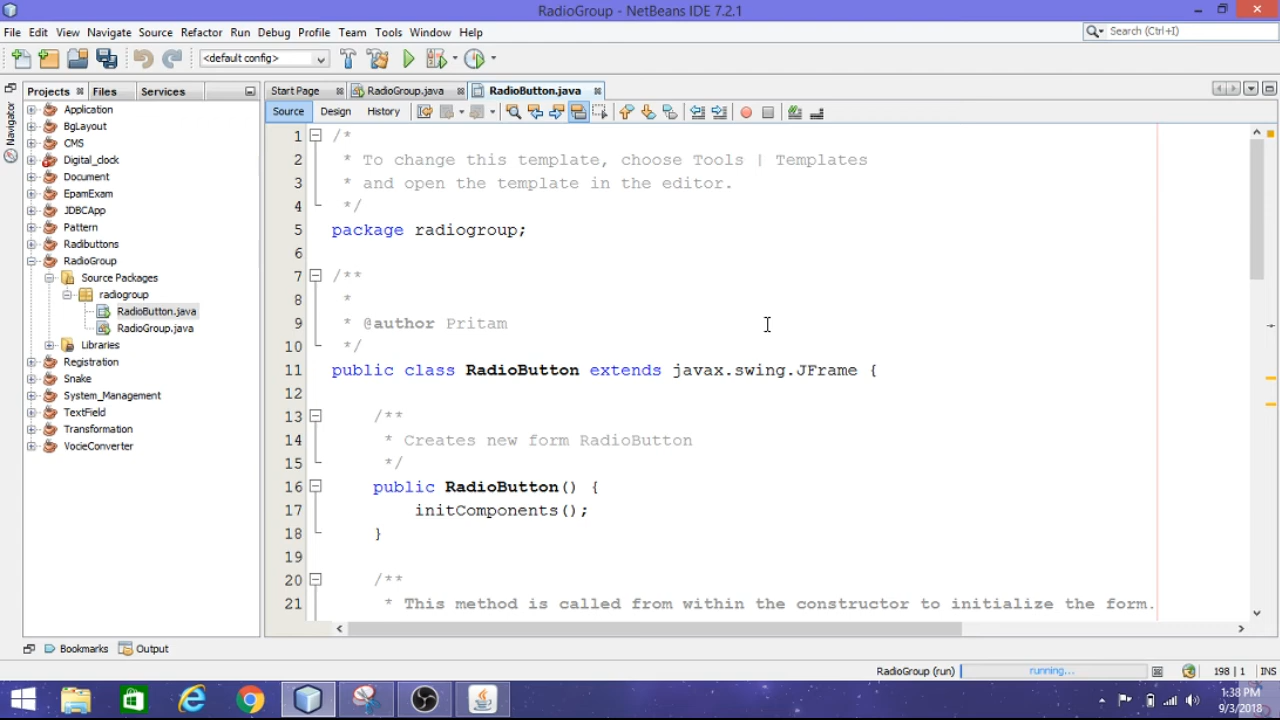 RadioGroup - NetBeans IDE 7.2.1
File Edit View Navigate Source Refactor Run Debug Profile Team Tools Window Help
Search (Ctrl+I)
<default config>
Projects Files Services
Start Page RadioGroup.java RadioButton.java
Navigator
Source Design History
Application
BgLayout
CMS
Digital_clock
Document
EpamExam
JDBCApp
Pattern
Radibuttons
RadioGroup
Source Packages
radiogroup
RadioButton.java
RadioGroup.java
Libraries
Registration
Snake
System_Management
TextField
Transformation
VocieConverter
1 /*
2 * To change this template, choose Tools | Templates
3 * and open the template in the editor.
4 */
5 package radiogroup;
6
7 /**
8 *
9 * @author Pritam
10 */
11 public class RadioButton extends javax.swing.JFrame {
12
13 /**
14 * Creates new form RadioButton
15 */
16 public RadioButton() {
17 initComponents();
18 }
19
20 /**
21 * This method is called from within the constructor to initialize the form.
Bookmarks Output
RadioGroup (run) running... 198 | 1 INS
1:38 PM
9/3/2018